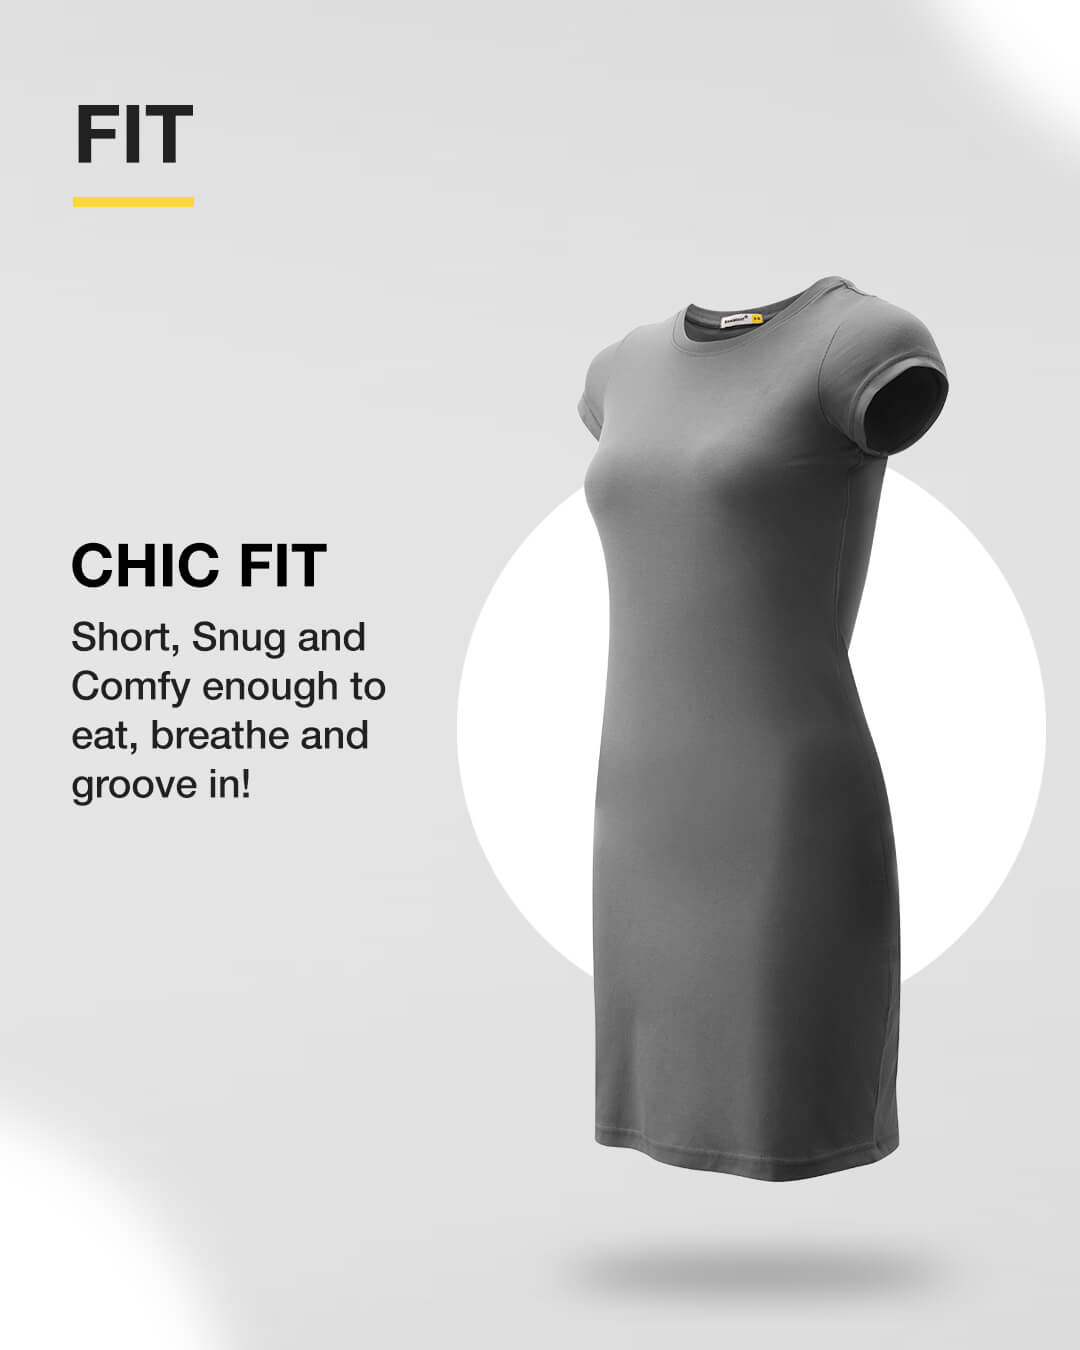 FIT
CHIC FIT
Short, Snug and
Comfy enough to
eat, breathe and
groove in!